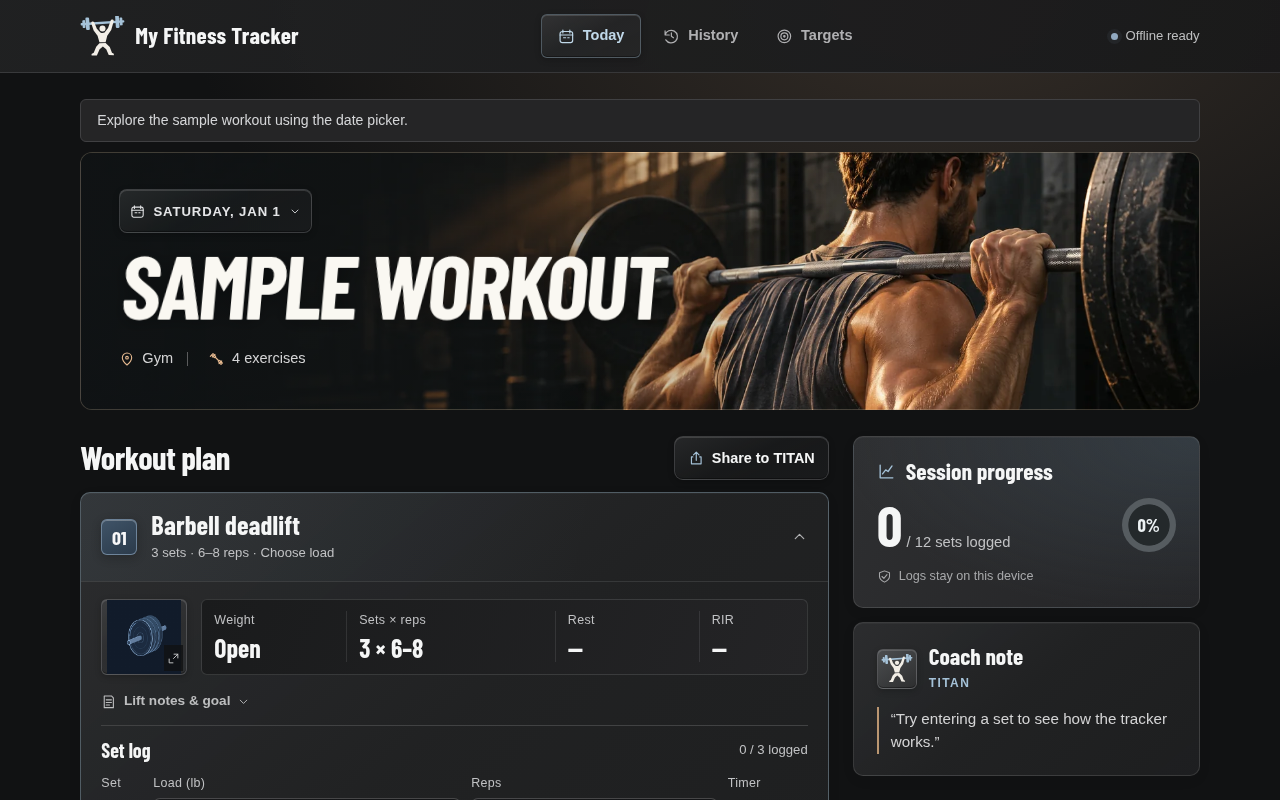 My Fitness Tracker
Today
History
Targets
Offline ready
Explore the sample workout using the date picker.
SATURDAY, JAN 1
SAMPLE WORKOUT
Gym
4 exercises
Workout plan
Share to TITAN
01
Barbell deadlift
3 sets · 6–8 reps · Choose load
Weight
Open
Sets × reps
3 × 6–8
Rest
–
RIR
–
Lift notes & goal
Set log
0 / 3 logged
Set
Load (lb)
Reps
Timer
Session progress
0 / 12 sets logged
0%
Logs stay on this device
Coach note
TITAN
“Try entering a set to see how the tracker
works.”